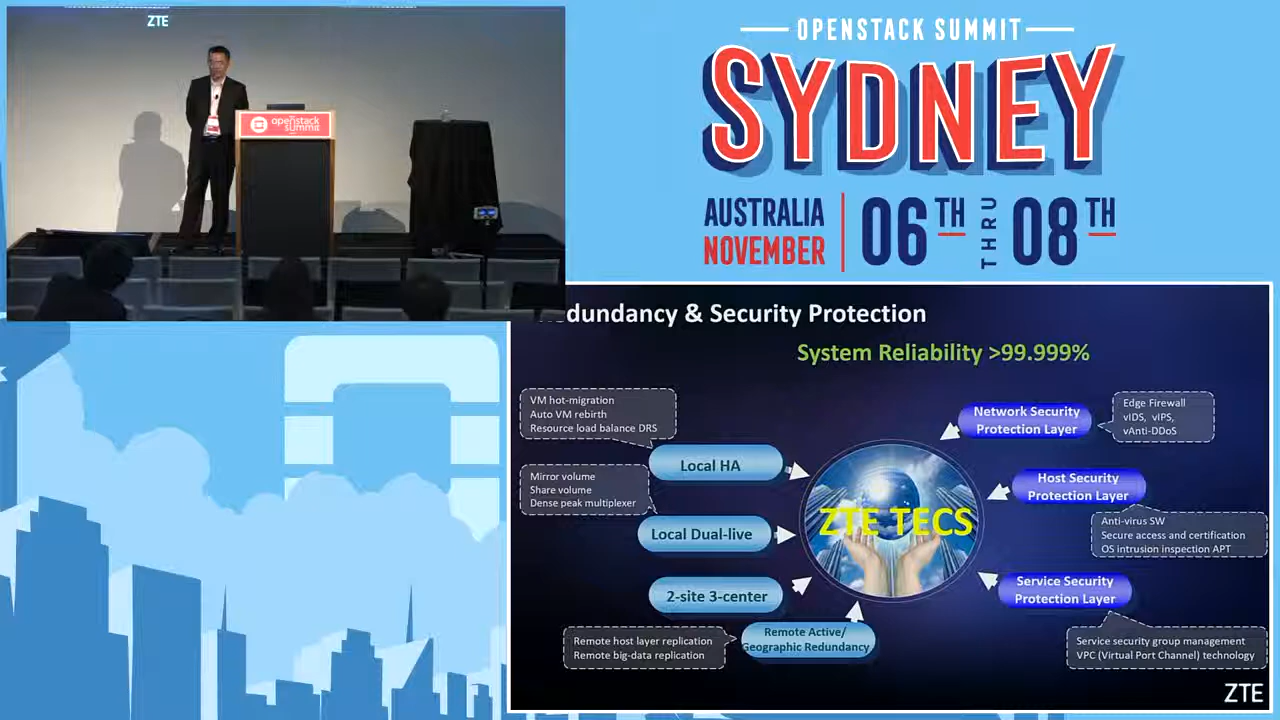 ZTE
openstack
summit
OPENSTACK SUMMIT
SYDNEY
AUSTRALIA
NOVEMBER
06TH
THRU
08TH
dundancy & Security Protection
System Reliability >99.999%
VM hot-migration
Auto VM rebirth
Resource load balance DRS
Local HA
Mirror volume
Share volume
Dense peak multiplexer
Local Dual-live
2-site 3-center
Remote host layer replication
Remote big-data replication
Remote Active/
Geographic Redundancy
ZTE TECS
Network Security
Protection Layer
Edge Firewall
vIDS, vIPS,
vAnti-DDoS
Host Security
Protection Layer
Anti-virus SW
Secure access and certification
OS intrusion inspection APT
Service Security
Protection Layer
Service security group management
VPC (Virtual Port Channel) technology
ZTE